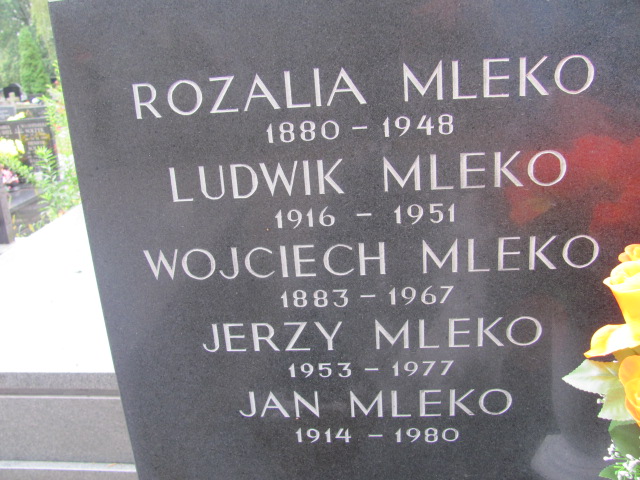 ROZALIA MLEKO
1880 – 1948
LUDWIK MLEKO
1916 – 1951
WOJCIECH MLEKO
1883 – 1967
JERZY MLEKO
1953 – 1977
JAN MLEKO
1914 – 1980